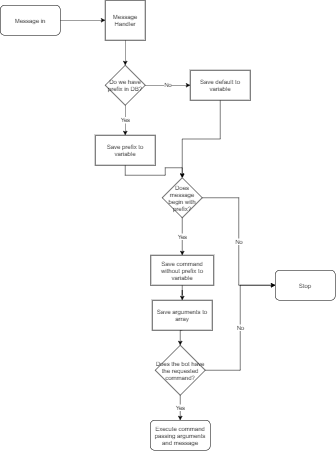 Message in
Message
Handler
Do we have
prefix in DB?
No
Save default to
variable
Yes
Save prefix to
variable
Does
message
begin with
prefix?
No
Yes
Save command
without prefix to
variable
Stop
Save arguments to
array
No
Does the but have
the requested
command?
Yes
Execute command
passing arguments
and message